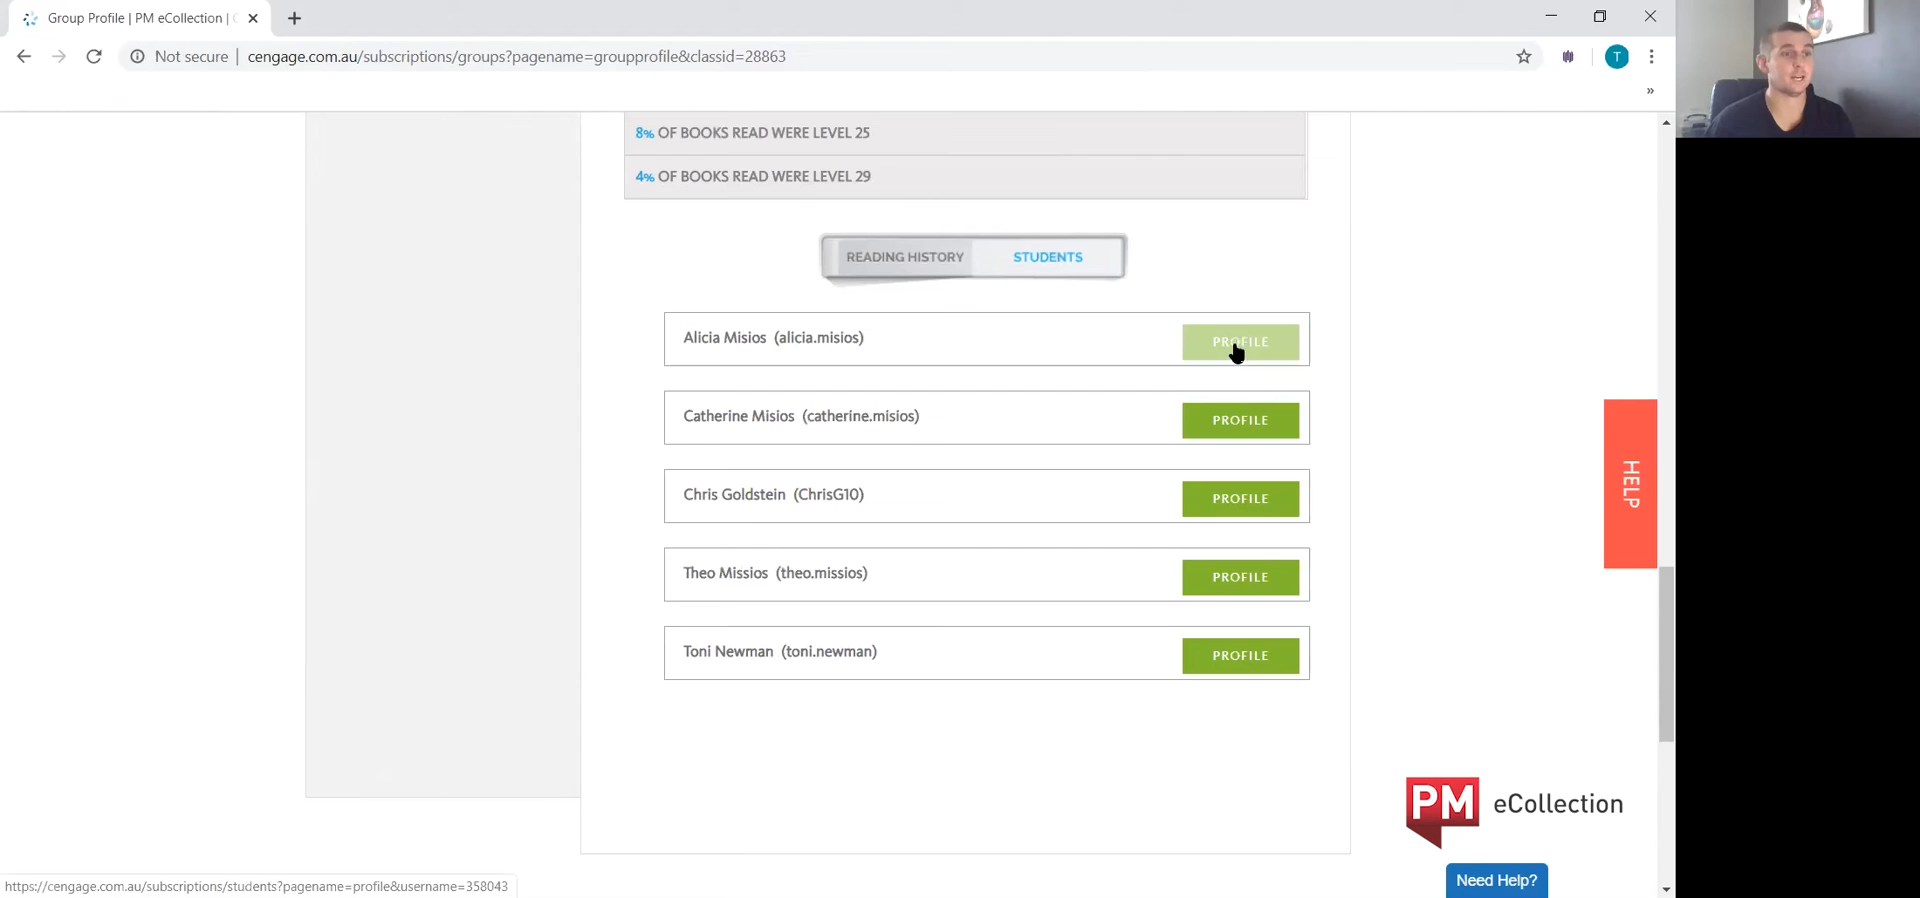 Group Profile | PM eCollection |
Not secure | cengage.com.au/subscriptions/groups?pagename=groupprofile&classid=28863
T
8% OF BOOKS READ WERE LEVEL 25
4% OF BOOKS READ WERE LEVEL 29
READING HISTORY STUDENTS
Alicia Misios (alicia.misios) PROFILE
Catherine Misios (catherine.misios) PROFILE
Chris Goldstein (ChrisG10) PROFILE
HELP
Theo Missios (theo.missios) PROFILE
Toni Newman (toni.newman) PROFILE
PM eCollection
Need Help?
https://cengage.com.au/subscriptions/students?pagename=profile&username=358043